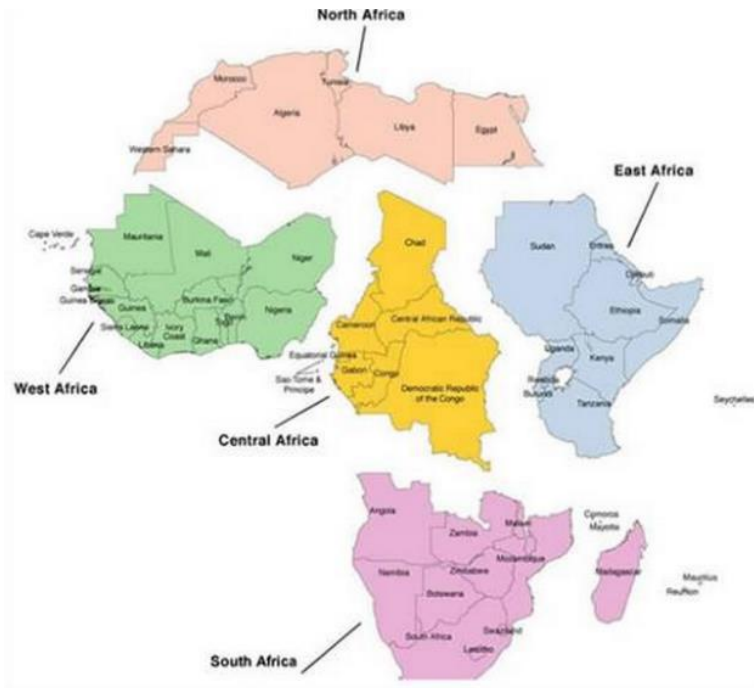 North Africa
Morocco
Tunisia
Algeria
Libya
Egypt
Western Sahara
East Africa
Cape Verde
Mauritania
Mali
Niger
Senegal
Gambia
Guinea Bissau
Guinea
Burkina Faso
Benin
Togo
Nigeria
Sierra Leone
Ivory
Coast
Ghana
Liberia
West Africa
Chad
Cameroon
Central African Republic
Equatorial Guinea
Gabon
Congo
Sao Tome &
Principe
Democratic Republic
of the Congo
Central Africa
Sudan
Eritrea
Djibouti
Ethiopia
Somalia
Uganda
Kenya
Rwanda
Burundi
Tanzania
Seychelles
Angola
Zambia
Malawi
Comoros
Mayotte
Mozambique
Madagascar
Namibia
Zimbabwe
Botswana
Mauritius
Reunion
South Africa
Swaziland
Lesotho
South Africa